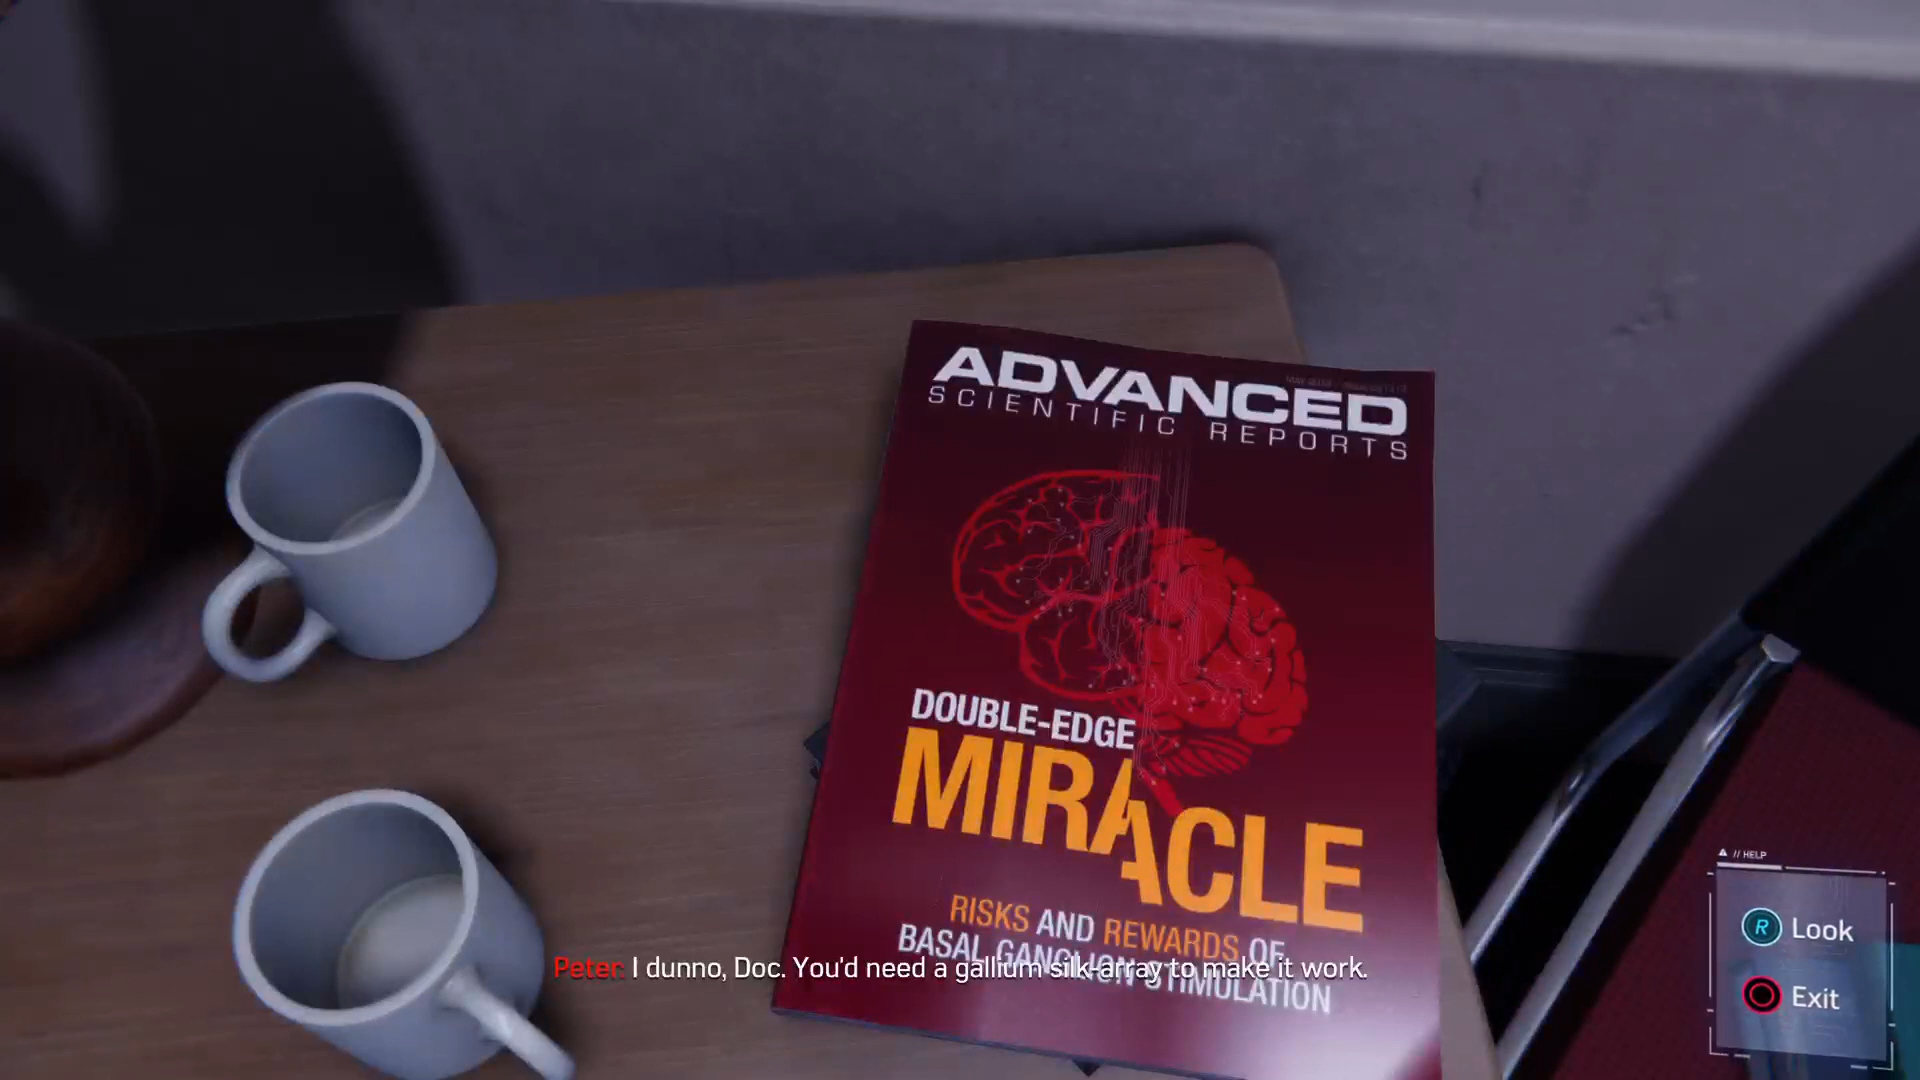 ADVANCED
SCIENTIFIC REPORTS
DOUBLE-EDGE
MIRACLE
RISKS AND REWARDS OF
BASAL GANGLION STIMULATION
Peter: I dunno, Doc. You'd need a gallium silk-array to make it work.
// HELP
R Look
Exit